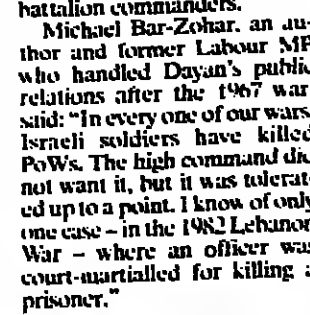 battalion commanders.
Michael Bar-Zohar, an au-
thor and former Labour MP
who handled Dayan's public
relations after the 1967 war
said: "In every one of our wars
Israeli soldiers have killed
PoWs. The high command did
not want it, but it was tolerat-
ed up to a point. I know of only
one case – in the 1982 Lebanon
War – where an officer was
court-martialled for killing a
prisoner."